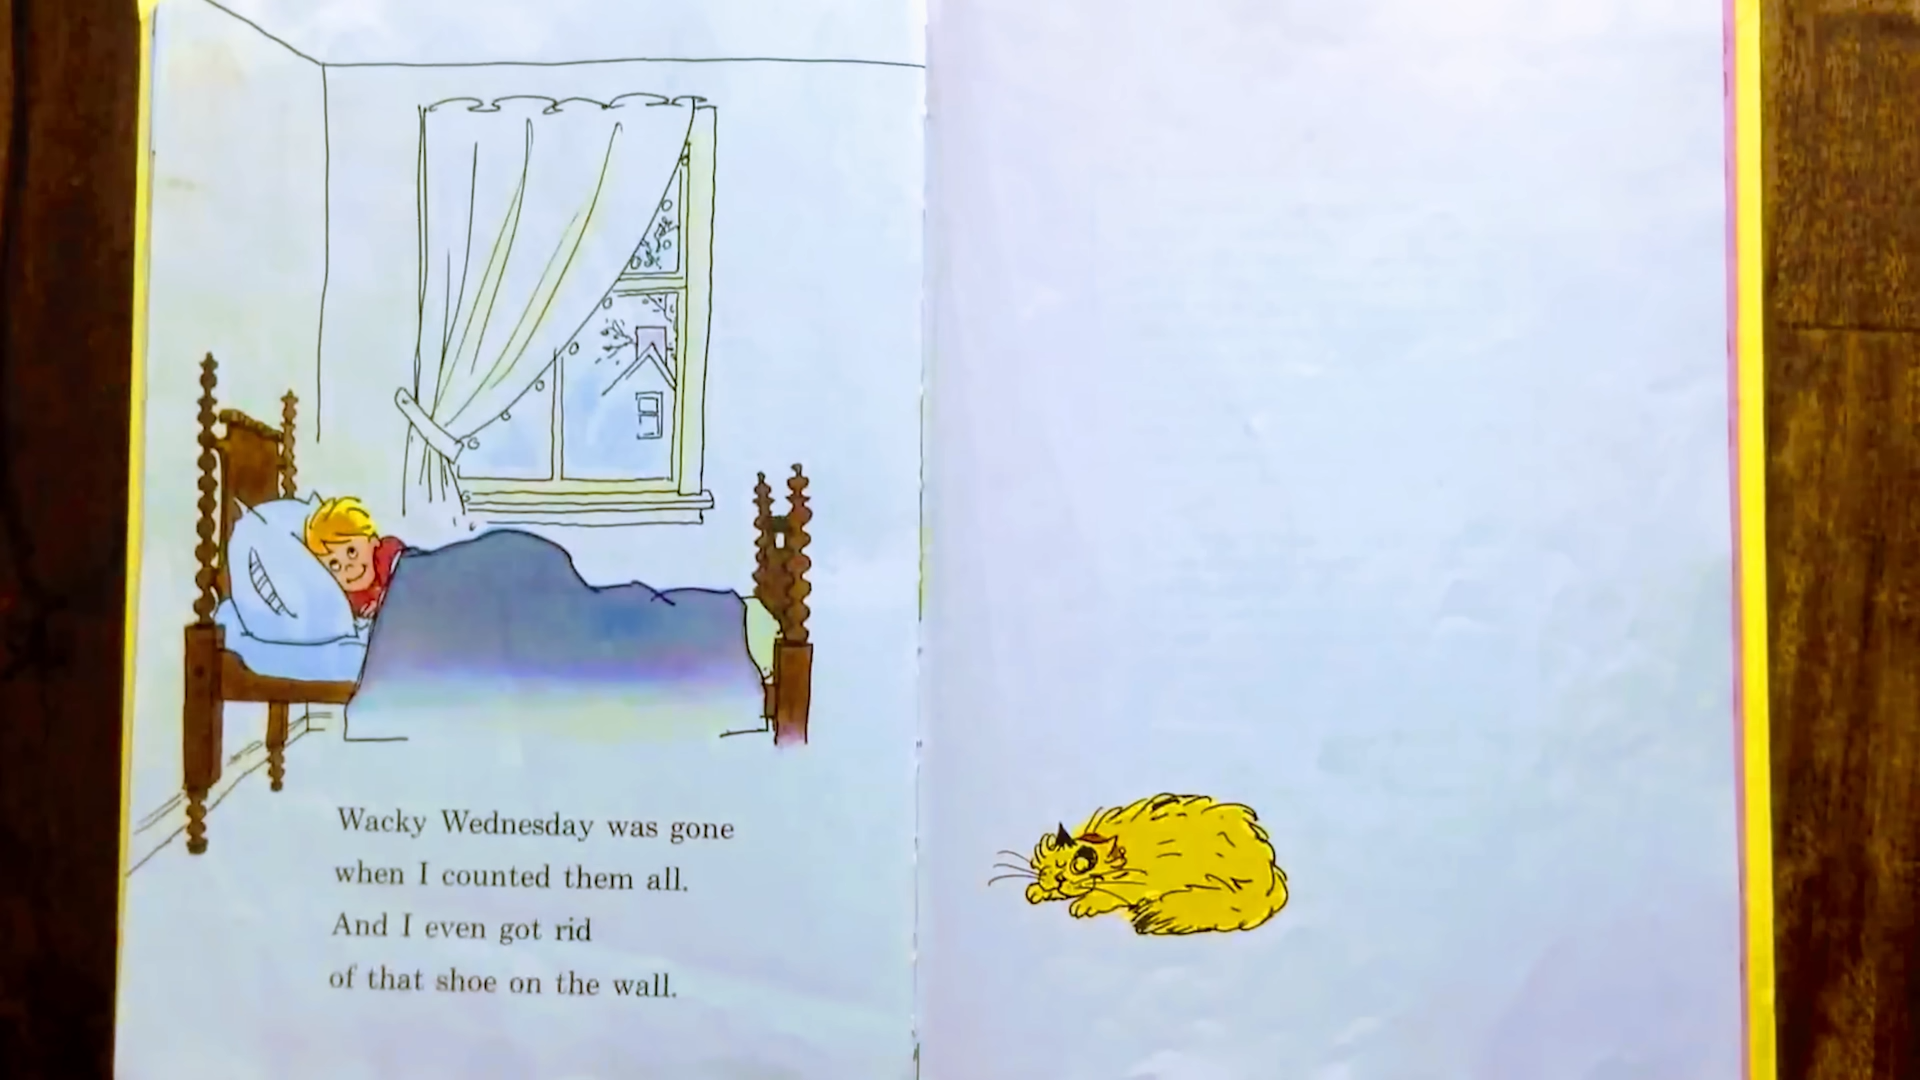 Wacky Wednesday was gone
when I counted them all.
And I even got rid
of that shoe on the wall.